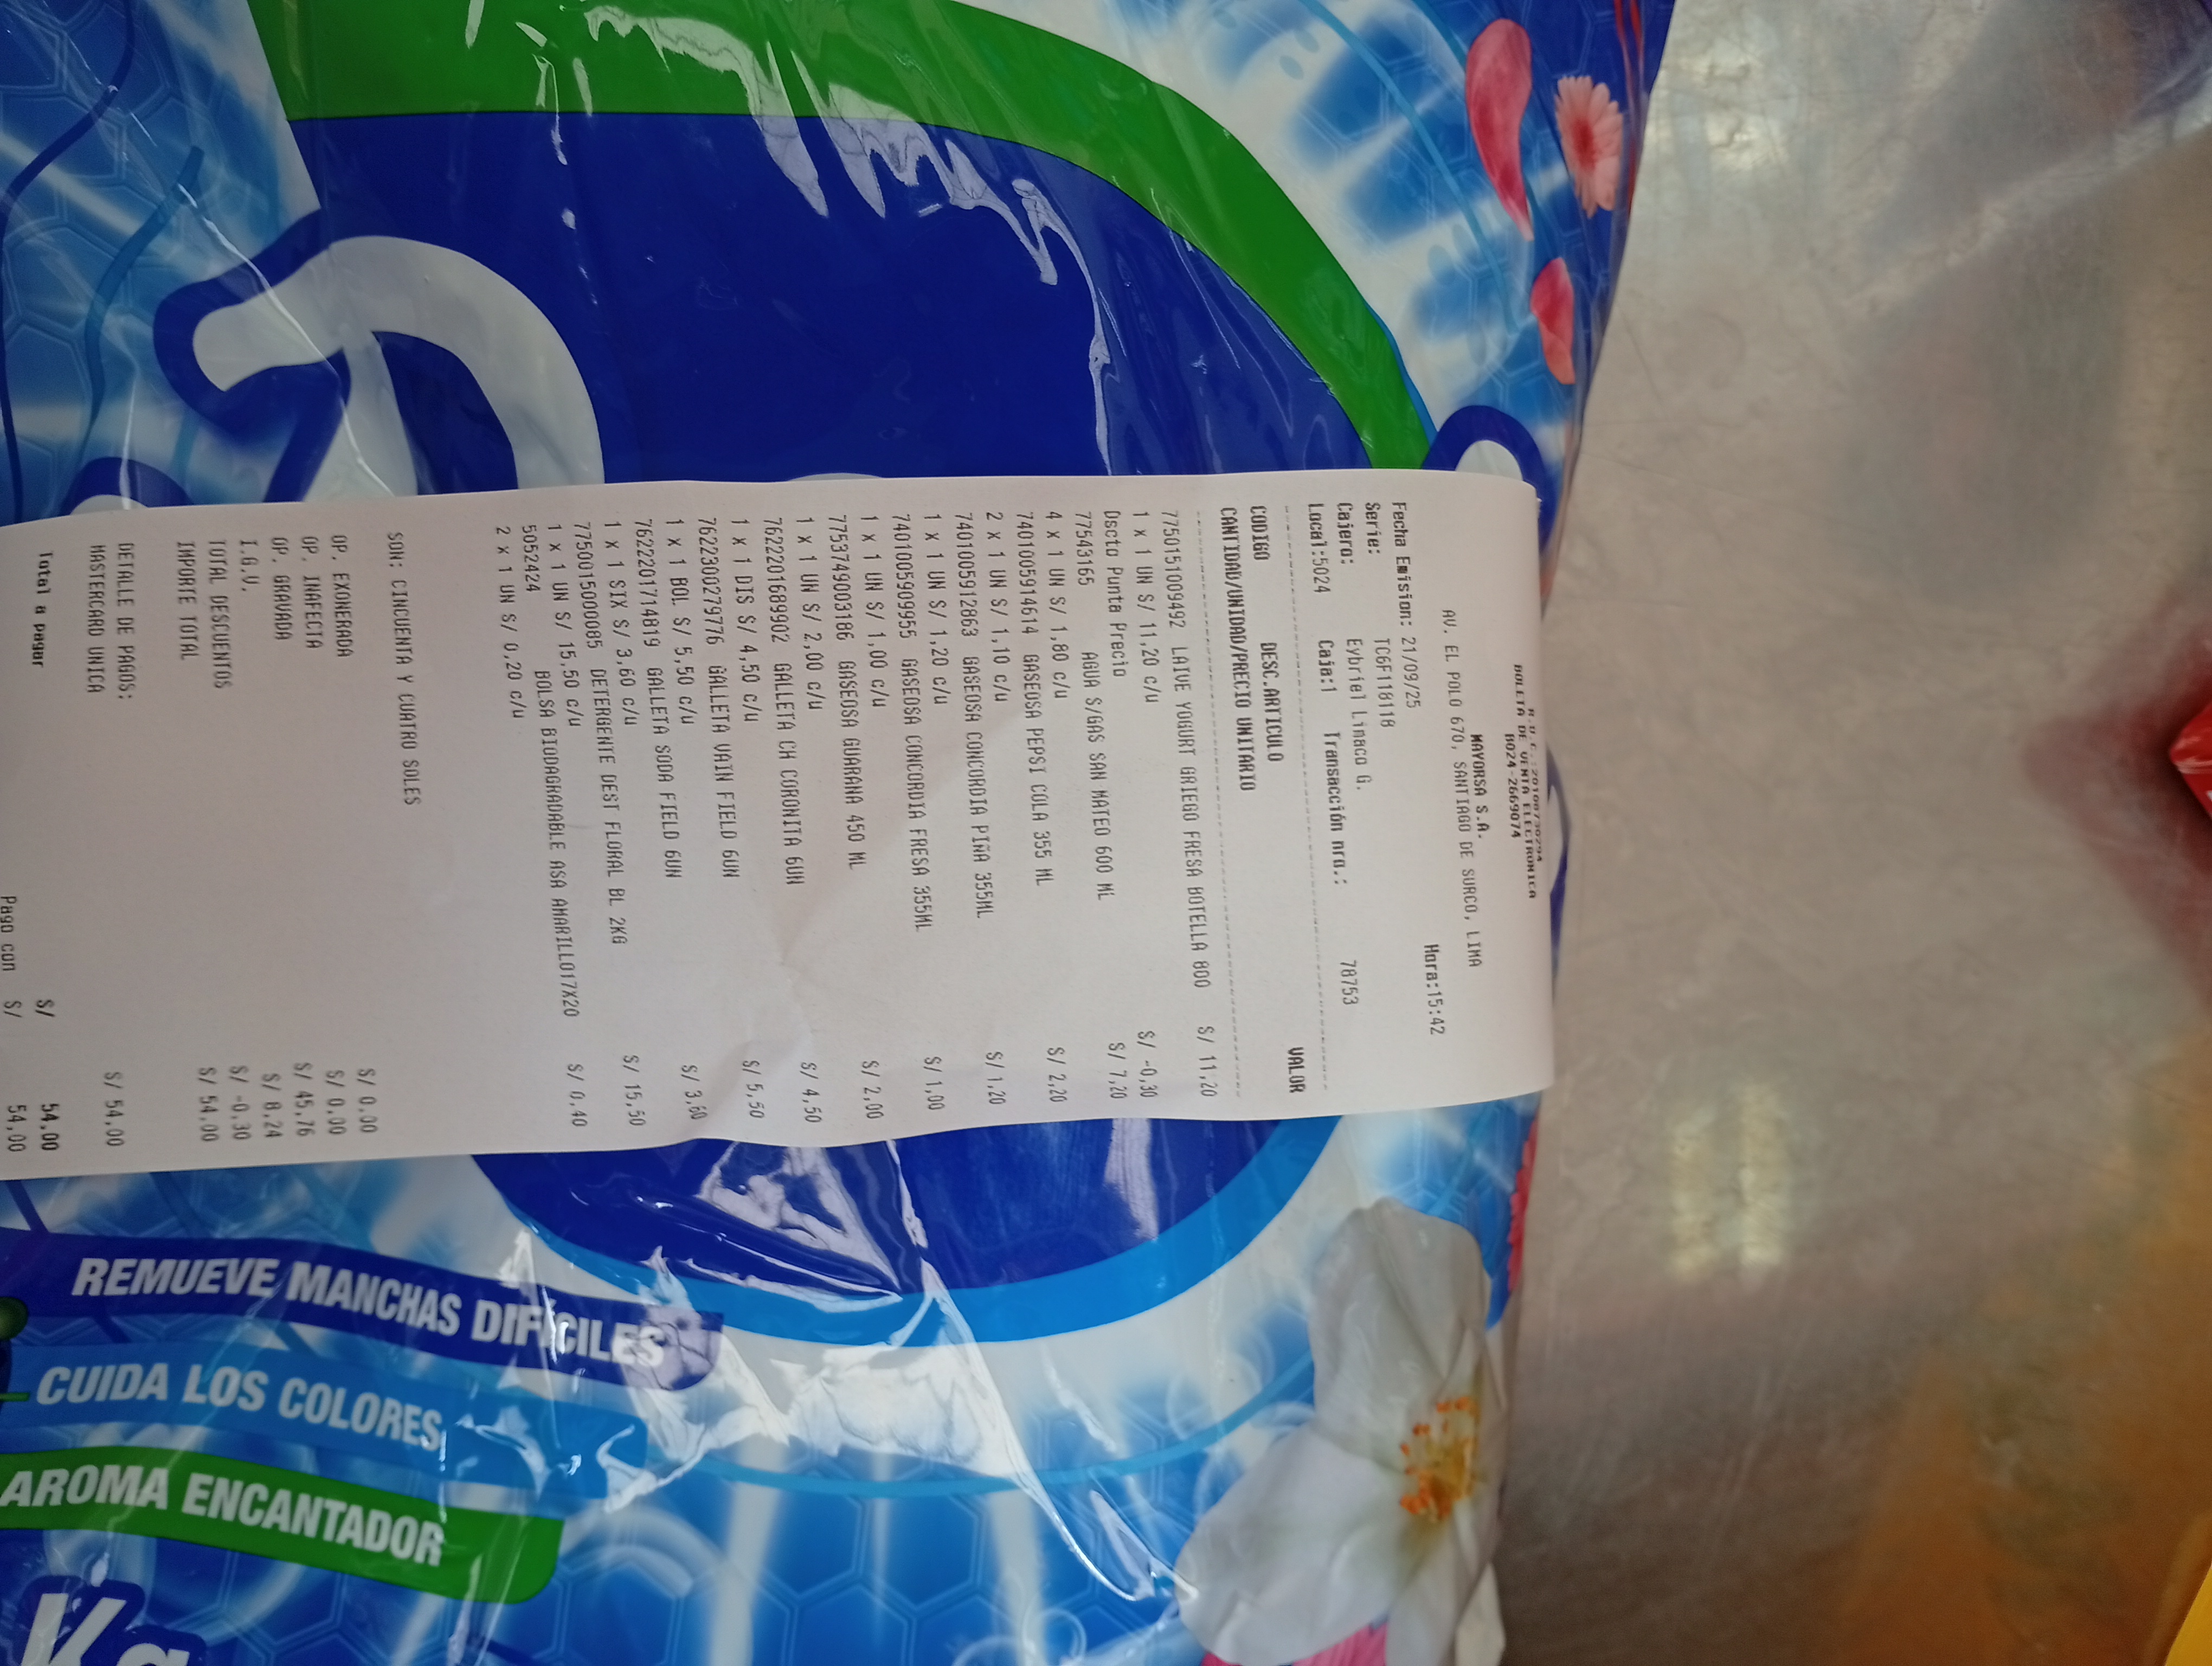 R.U.C.:20100730294
BOLETA DE VENTA ELECTRONICA
B024-2669074
MAYORSA S.A.
AV. EL POLO 670, SANTIAGO DE SURCO, LIMA
Fecha Emision: 21/09/25 Hora:15:42
Serie: TC6F118118
Cajero: Eybriel Linaco G.
Local:5024 Caja:1 Transacción nro.: 78753
CODIGO DESC.ARTICULO VALOR
CANTIDAD/UNIDAD/PRECIO UNITARIO
7750151009492 LAIVE YOGURT GRIEGO FRESA BOTELLA 800 S/ 11,20
1 x 1 UN S/ 11,20 c/u
Dscto Punta Precio S/ -0,30
77543165 AGUA S/GAS SAN MATEO 600 ML S/ 7,20
4 x 1 UN S/ 1,80 c/u
7401005914614 GASEOSA PEPSI COLA 355 ML S/ 2,20
2 x 1 UN S/ 1,10 c/u
7401005912863 GASEOSA CONCORDIA PIÑA 355ML S/ 1,20
1 x 1 UN S/ 1,20 c/u
7401005909955 GASEOSA CONCORDIA FRESA 355ML S/ 1,00
1 x 1 UN S/ 1,00 c/u
7753749003186 GASEOSA GUARANA 450 ML S/ 2,00
1 x 1 UN S/ 2,00 c/u
7622201689902 GALLETA CH CORONITA 6UN S/ 4,50
1 x 1 DIS S/ 4,50 c/u
7622300279776 GALLETA VAIN FIELD 6UN S/ 5,50
1 x 1 BOL S/ 5,50 c/u
7622201714819 GALLETA SODA FIELD 6UN S/ 3,60
1 x 1 SIX S/ 3,60 c/u
7750015000085 DETERGENTE DEST FLORAL BL 2KG S/ 15,50
1 x 1 UN S/ 15,50 c/u
5052424 BOLSA BIODAGRADABLE ASA AMARILLO17X20 S/ 0,40
2 x 1 UN S/ 0,20 c/u
SON: CINCUENTA Y CUATRO SOLES
OP. EXONERADA S/ 0,00
OP. INAFECTA S/ 0,00
OP. GRAVADA S/ 45,76
I.G.V. S/ 8,24
TOTAL DESCUENTOS S/ -0,30
IMPORTE TOTAL S/ 54,00
DETALLE DE PAGOS:
MASTERCARD UNICA S/ 54,00
Total a pagar S/ 54,00
Pago con S/ 54,00
REMUEVE MANCHAS DIFÍCILES
CUIDA LOS COLORES
AROMA ENCANTADOR